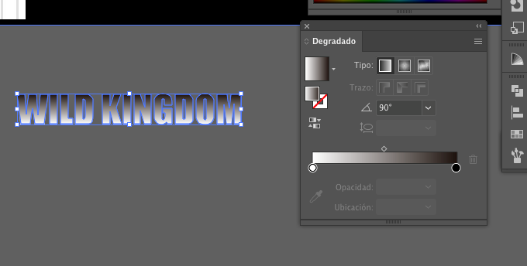 Degradado
Tipo:
WILD KINGDOM
Trazo:
90°
Opacidad:
Ubicación: